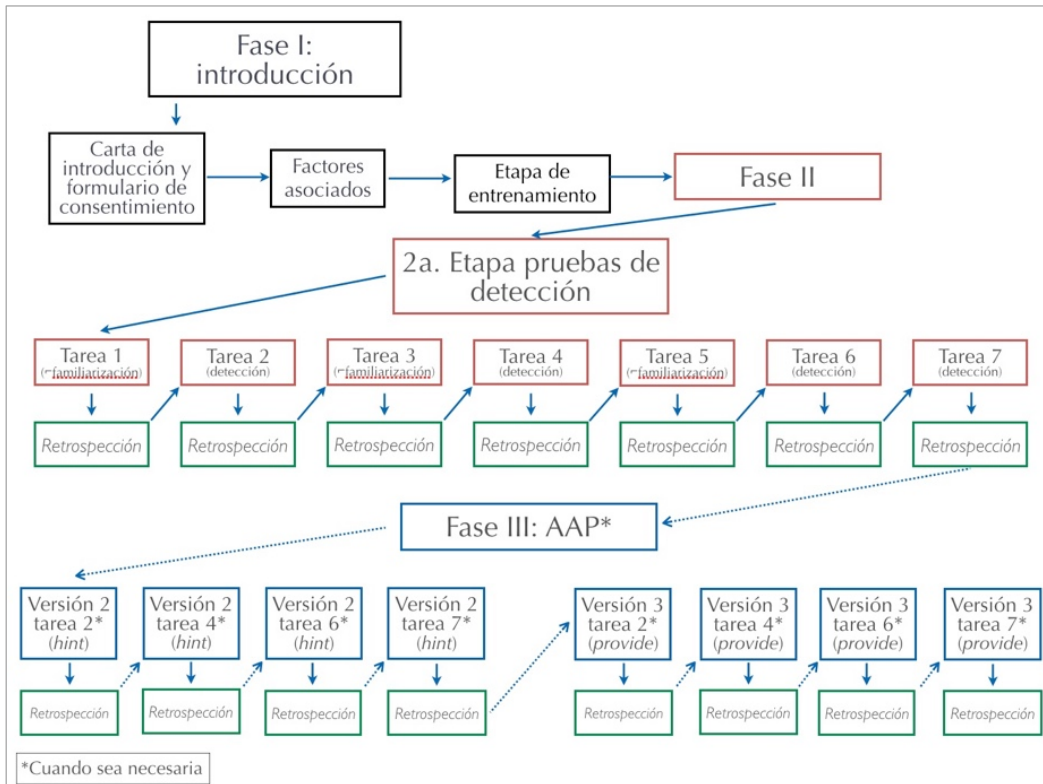 Fase I:
introducción
Carta de
introducción y
formulario de
consentimiento
Factores
asociados
Etapa de
entrenamiento
Fase II
2a. Etapa pruebas de
detección
Tarea 1
(¬familiarización)
Tarea 2
(detección)
Tarea 3
(¬familiarización)
Tarea 4
(detección)
Tarea 5
(¬familiarización)
Tarea 6
(detección)
Tarea 7
(detección)
Retrospección
Retrospección
Retrospección
Retrospección
Retrospección
Retrospección
Retrospección
Fase III: AAP*
Versión 2
tarea 2*
(hint)
Versión 2
tarea 4*
(hint)
Versión 2
tarea 6*
(hint)
Versión 2
tarea 7*
(hint)
Versión 3
tarea 2*
(provide)
Versión 3
tarea 4*
(provide)
Versión 3
tarea 6*
(provide)
Versión 3
tarea 7*
(provide)
Retrospección
Retrospección
Retrospección
Retrospección
Retrospección
Retrospección
Retrospección
Retrospección
*Cuando sea necesaria